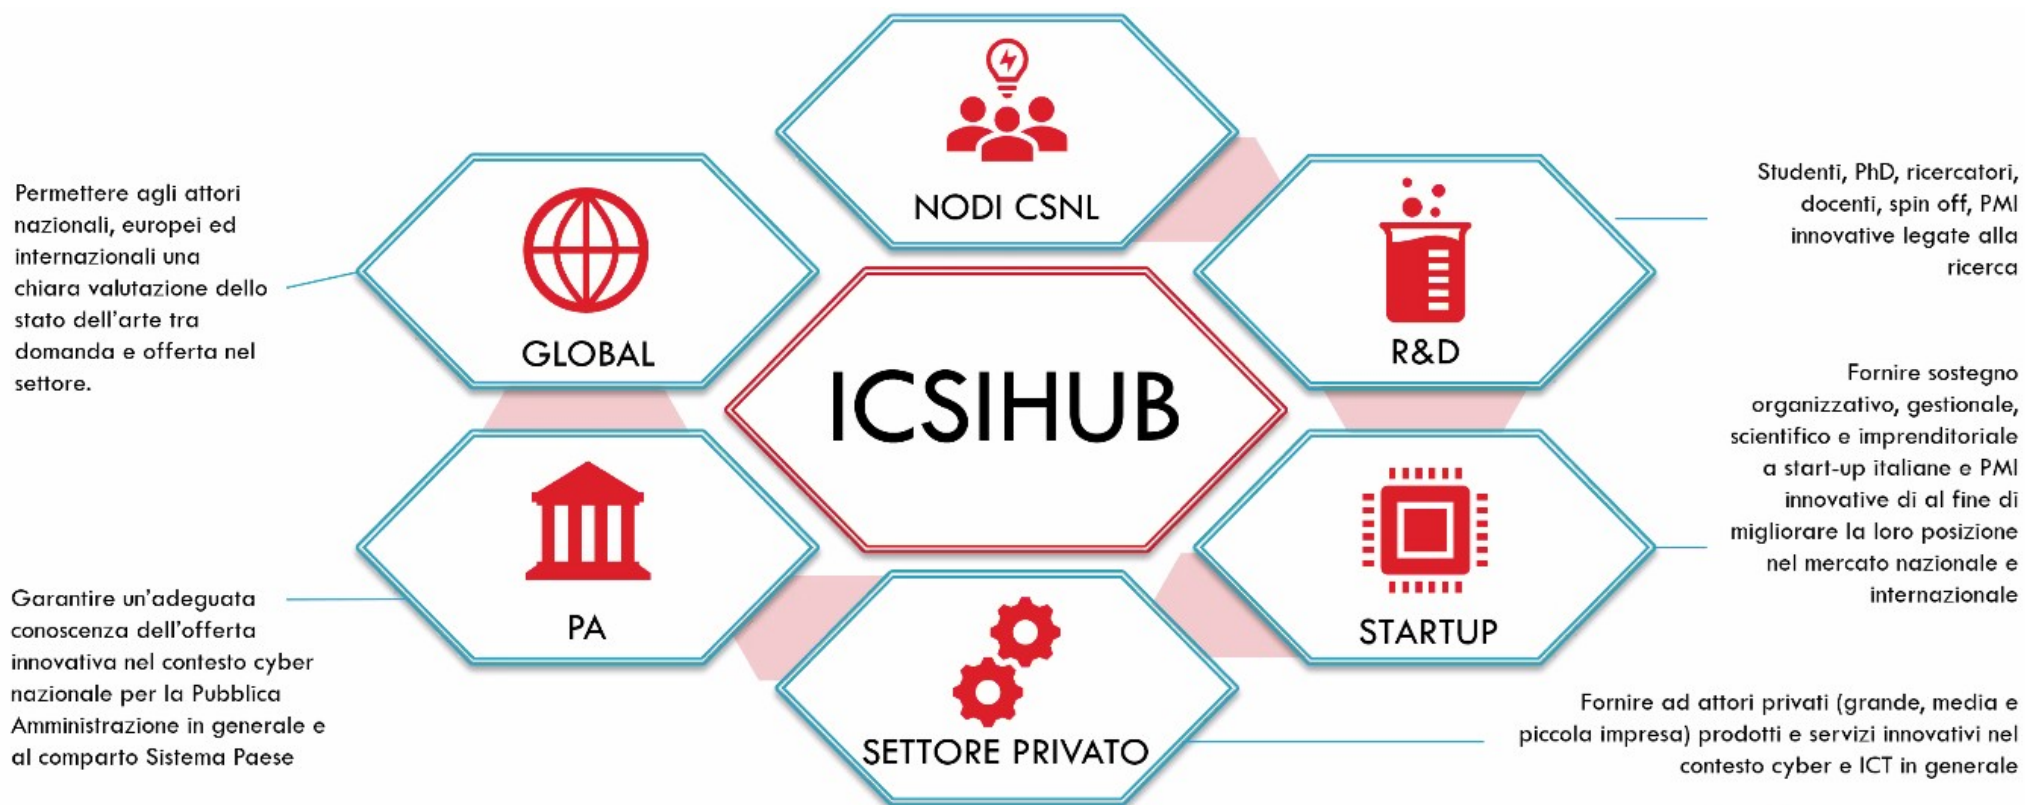 NODI CSNL
Permettere agli attori
nazionali, europei ed
internazionali una
chiara valutazione dello
stato dell'arte tra
domanda e offerta nel
settore.
GLOBAL
Studenti, PhD, ricercatori,
docenti, spin off, PMI
innovative legate alla
ricerca
R&D
ICSIHUB
Fornire sostegno
organizzativo, gestionale,
scientifico e imprenditoriale
a start-up italiane e PMI
innovative di al fine di
migliorare la loro posizione
nel mercato nazionale e
internazionale
STARTUP
PA
Garantire un'adeguata
conoscenza dell'offerta
innovativa nel contesto cyber
nazionale per la Pubblica
Amministrazione in generale e
al comparto Sistema Paese
SETTORE PRIVATO
Fornire ad attori privati (grande, media e
piccola impresa) prodotti e servizi innovativi nel
contesto cyber e ICT in generale